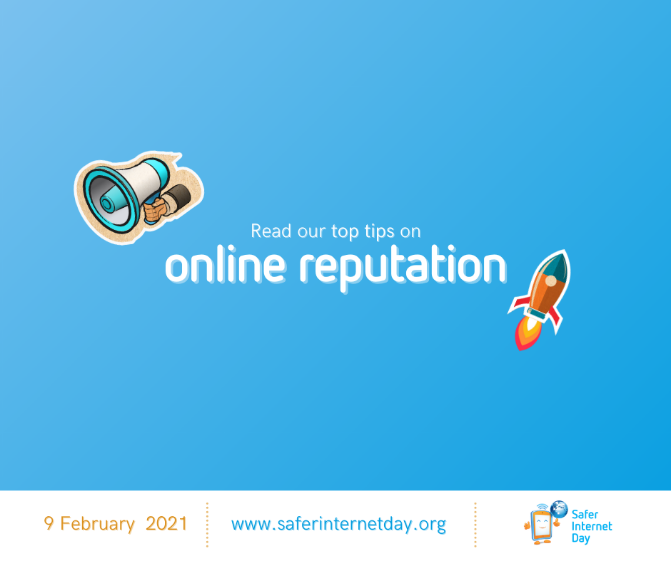 Read our top tips on
online reputation
9 February 2021
www.saferinternetday.org
Safer
Internet
Day